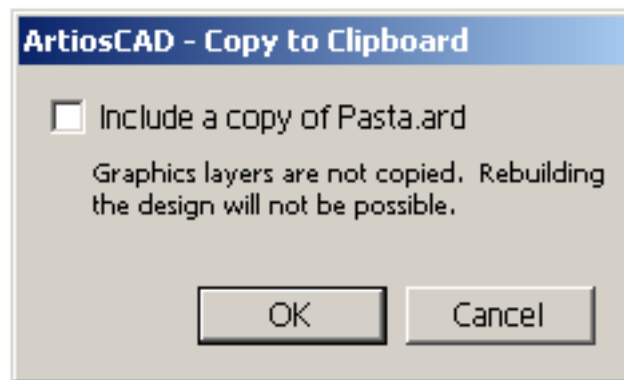 ArtiosCAD - Copy to Clipboard
Include a copy of Pasta.ard
Graphics layers are not copied. Rebuilding
the design will not be possible.
OK
Cancel